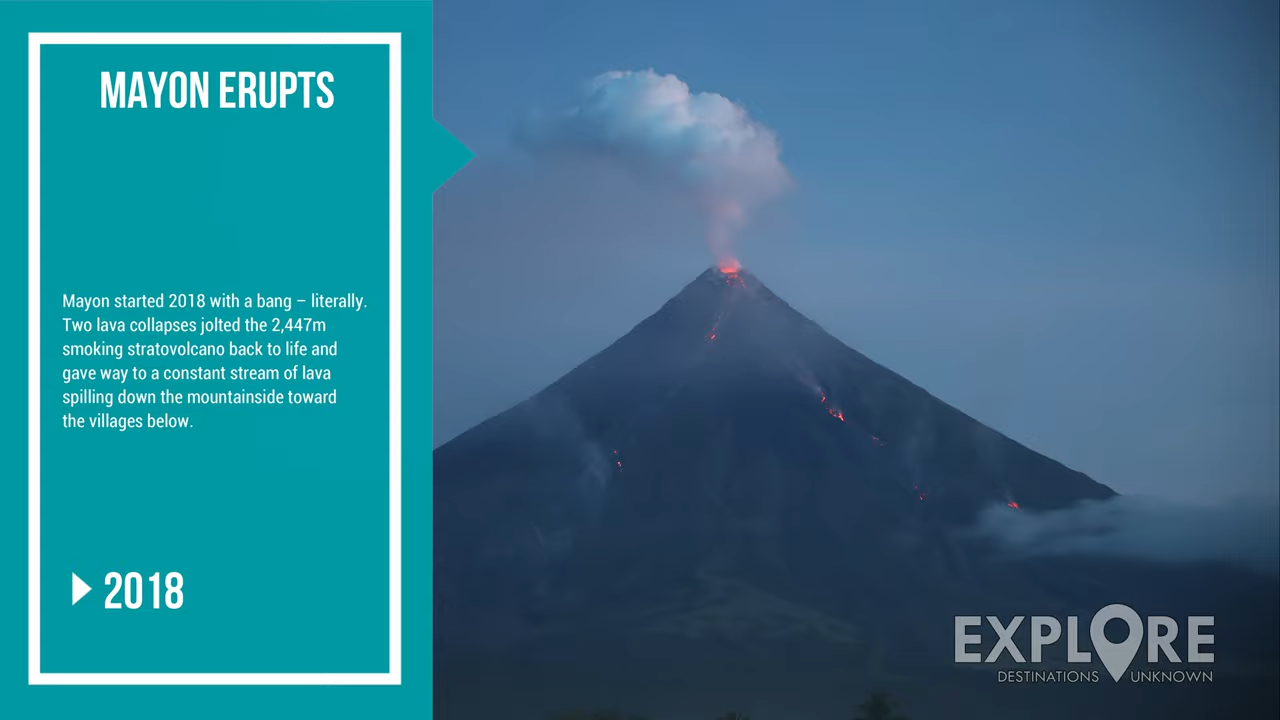 MAYON ERUPTS
Mayon started 2018 with a bang – literally.
Two lava collapses jolted the 2,447m
smoking stratovolcano back to life and
gave way to a constant stream of lava
spilling down the mountainside toward
the villages below.
2018
EXPLORE
DESTINATIONS UNKNOWN